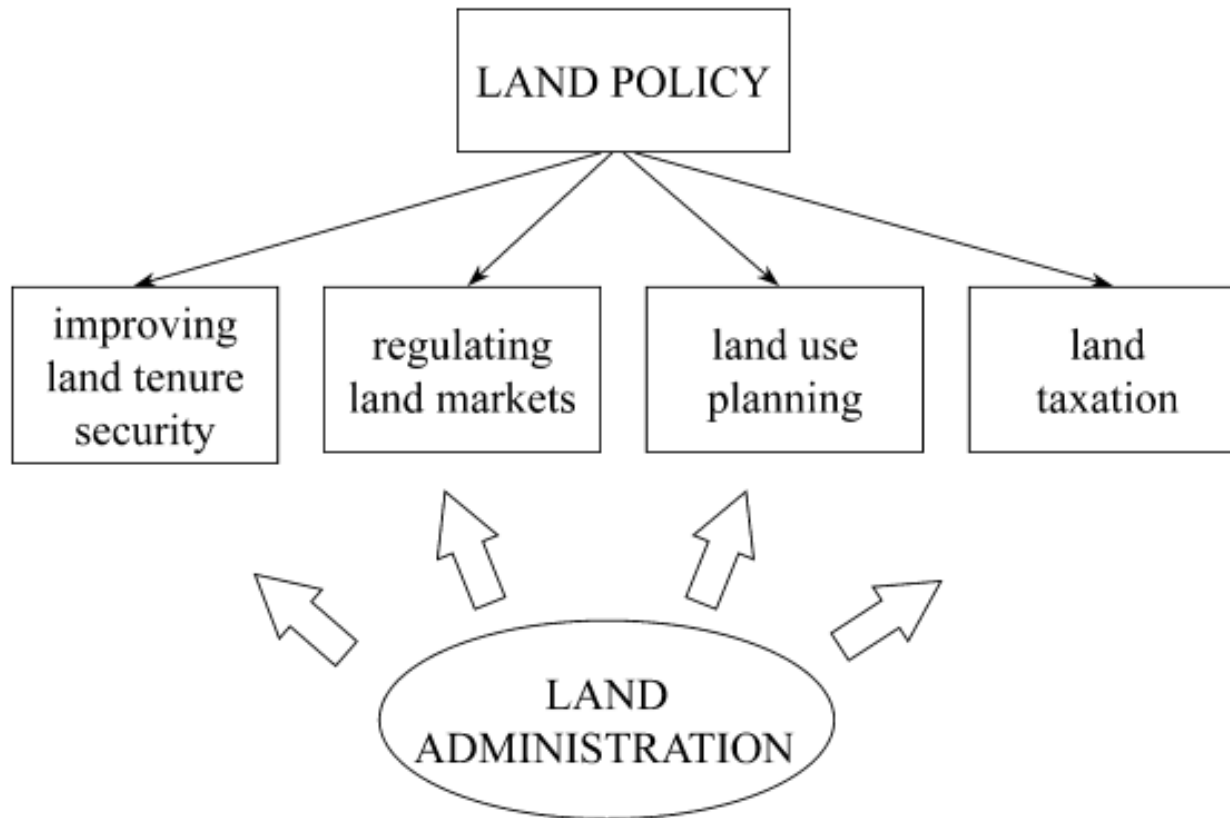 LAND POLICY
improving
land tenure
security
regulating
land markets
land use
planning
land
taxation
LAND
ADMINISTRATION